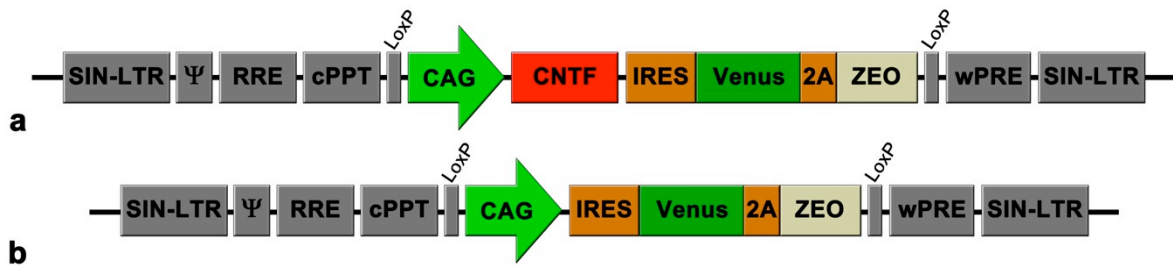 SIN-LTR Ψ RRE cPPT LoxP CAG CNTF IRES Venus 2A ZEO LoxP wPRE SIN-LTR
a
SIN-LTR Ψ RRE cPPT LoxP CAG IRES Venus 2A ZEO LoxP wPRE SIN-LTR
b